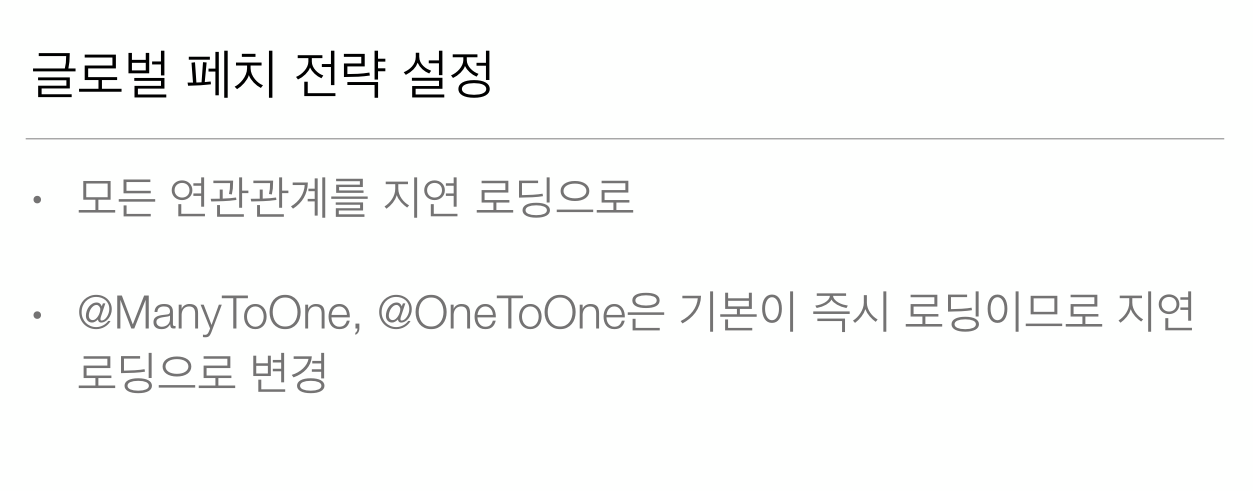 글로벌 페치 전략 설정
• 모든 연관관계를 지연 로딩으로
• @ManyToOne, @OneToOne은 기본이 즉시 로딩이므로 지연
로딩으로 변경